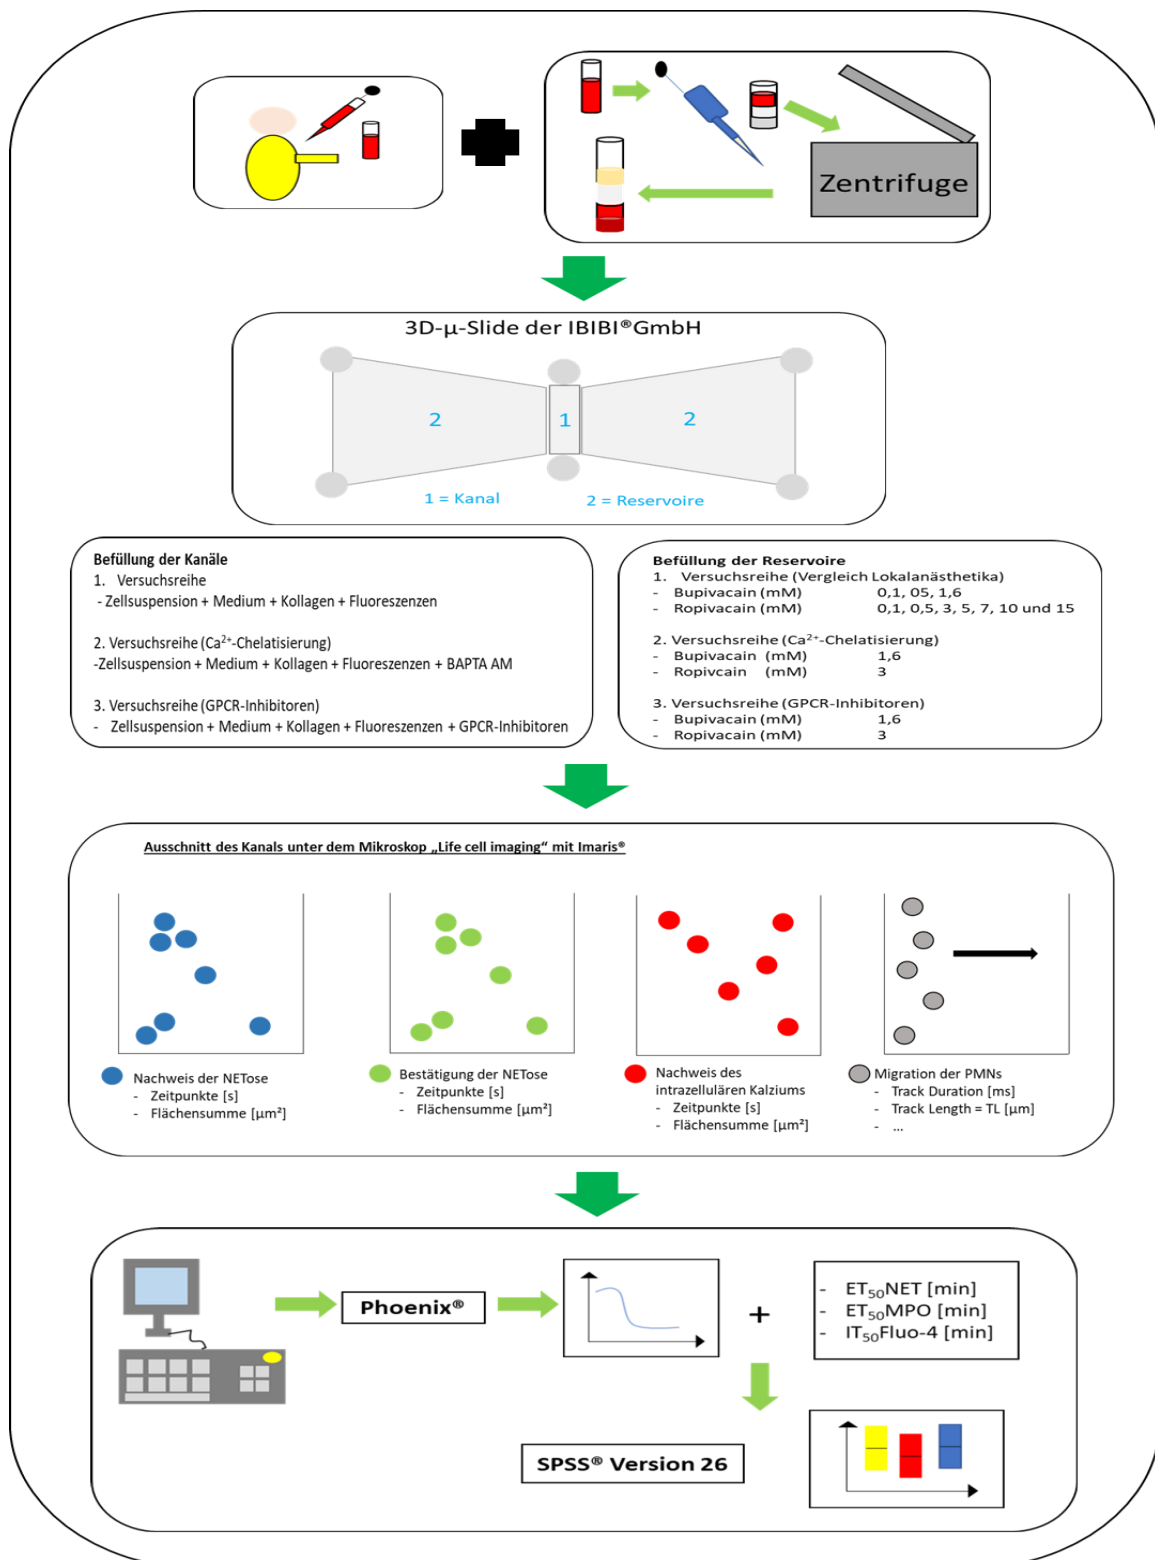 Zentrifuge
3D-µ-Slide der IBIBI®GmbH
2
1
2
1 = Kanal
2 = Reservoire
Befüllung der Kanäle
1. Versuchsreihe
- Zellsuspension + Medium + Kollagen + Fluoreszenzen
2. Versuchsreihe (Ca²⁺-Chelatisierung)
-Zellsuspension + Medium + Kollagen + Fluoreszenzen + BAPTA AM
3. Versuchsreihe (GPCR-Inhibitoren)
- Zellsuspension + Medium + Kollagen + Fluoreszenzen + GPCR-Inhibitoren
Befüllung der Reservoire
1. Versuchsreihe (Vergleich Lokalanästhetika)
- Bupivacain (mM) 0,1, 05, 1,6
- Ropivacain (mM) 0,1, 0,5, 3, 5, 7, 10 und 15
2. Versuchsreihe (Ca²⁺-Chelatisierung)
- Bupivacain (mM) 1,6
- Ropivcain (mM) 3
3. Versuchsreihe (GPCR-Inhibitoren)
- Bupivacain (mM) 1,6
- Ropivacain (mM) 3
Ausschnitt des Kanals unter dem Mikroskop „Life cell imaging“ mit Imaris®
Nachweis der NETose
- Zeitpunkte [s]
- Flächensumme [µm²]
Bestätigung der NETose
- Zeitpunkte [s]
- Flächensumme [µm²]
Nachweis des
intrazellulären Kalziums
- Zeitpunkte [s]
- Flächensumme [µm²]
Migration der PMNs
- Track Duration [ms]
- Track Length = TL [µm]
- ...
Phoenix®
+
- ET₅₀NET [min]
- ET₅₀MPO [min]
- IT₅₀Fluo-4 [min]
SPSS® Version 26